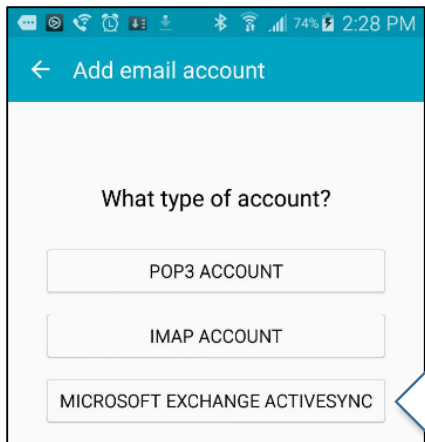 74% 2:28 PM
Add email account
What type of account?
POP3 ACCOUNT
IMAP ACCOUNT
MICROSOFT EXCHANGE ACTIVESYNC